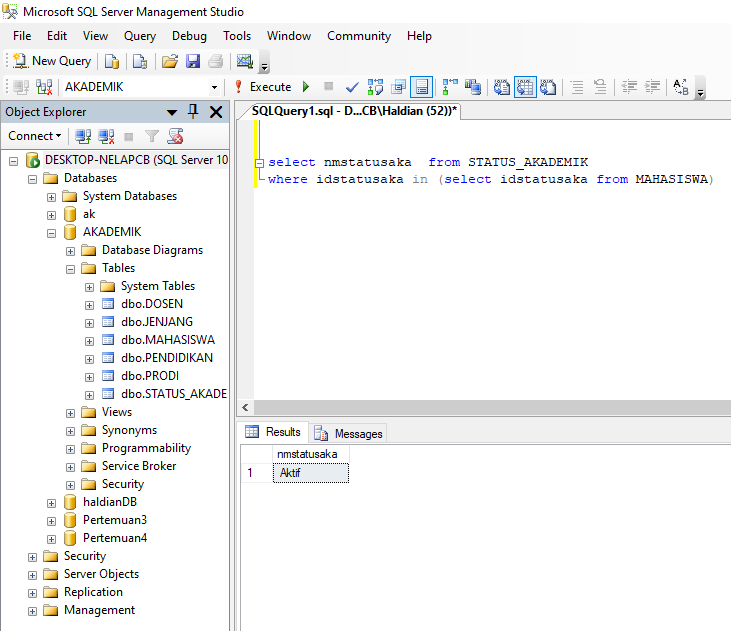 Microsoft SQL Server Management Studio
File Edit View Query Debug Tools Window Community Help
New Query
AKADEMIK
Execute
Object Explorer
Connect
DESKTOP-NELAPCB (SQL Server 10
Databases
System Databases
ak
AKADEMIK
Database Diagrams
Tables
System Tables
dbo.DOSEN
dbo.JENJANG
dbo.MAHASISWA
dbo.PENDIDIKAN
dbo.PRODI
dbo.STATUS_AKADE
Views
Synonyms
Programmability
Service Broker
Security
haldianDB
Pertemuan3
Pertemuan4
Security
Server Objects
Replication
Management
SQLQuery1.sql - D...CB\Haldian (52))*
select nmstatusaka  from STATUS_AKADEMIK
where idstatusaka in (select idstatusaka from MAHASISWA)
Results Messages
nmstatusaka
1 Aktif